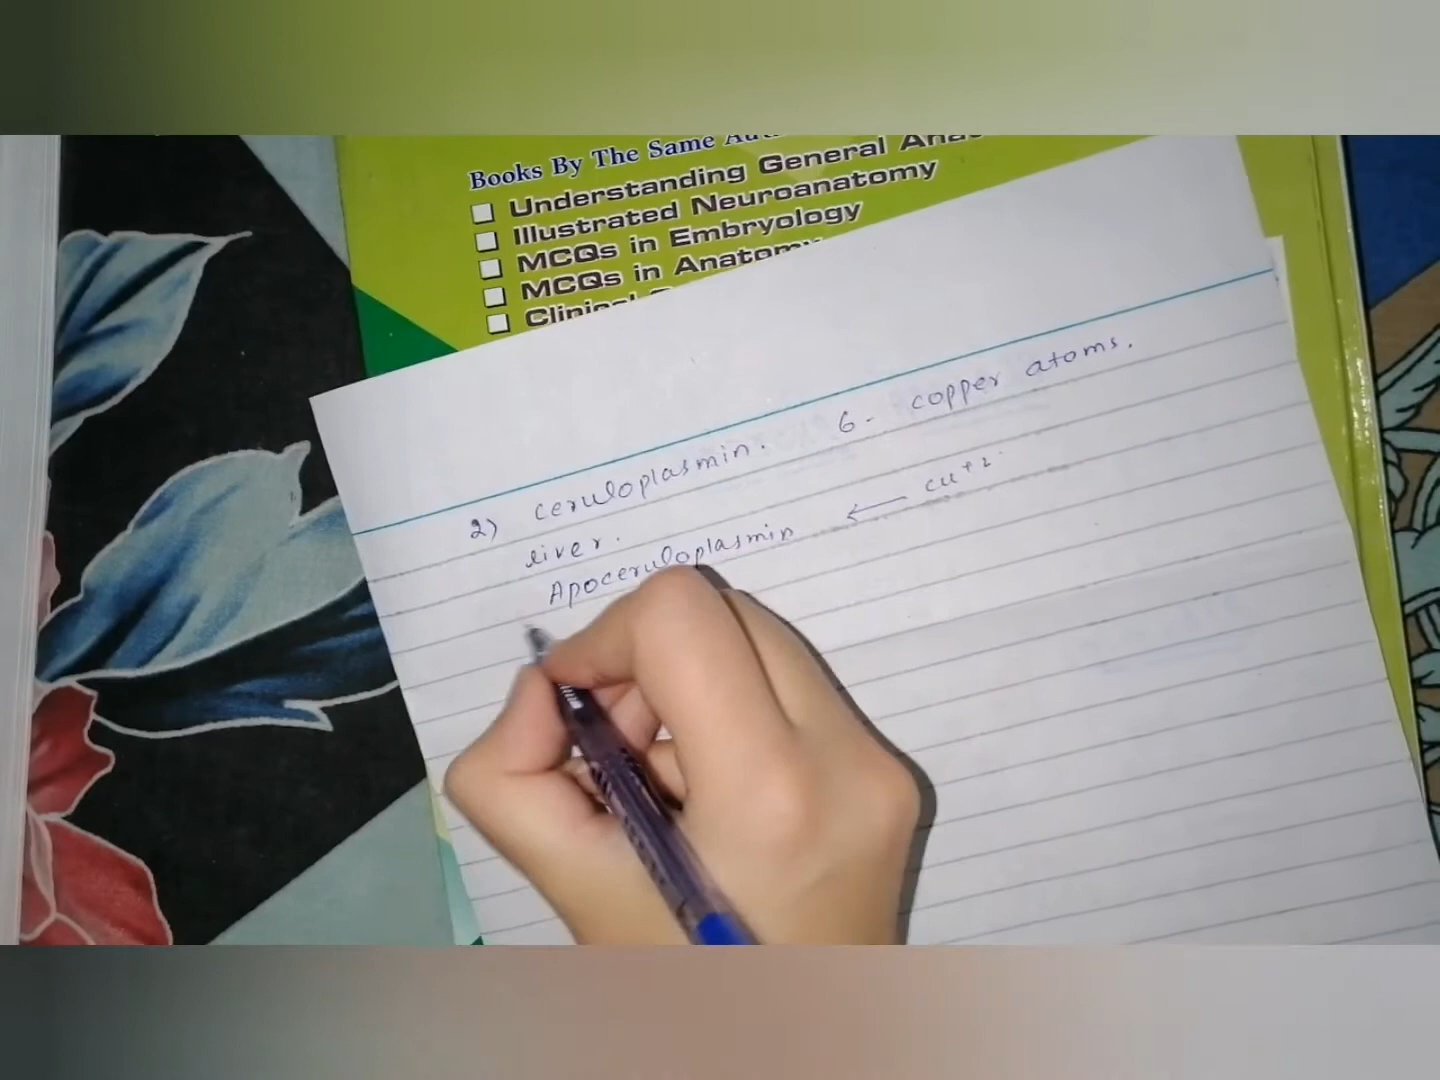 Books By The Same
☐ Understanding General
☐ Illustrated Neuroanatomy
☐ MCQs in Embryology
☐ MCQs in Anatomy
☐
2) ceruloplasmin. 6- copper atoms.
liver.
Apoceruloplasmin ← cu+2.